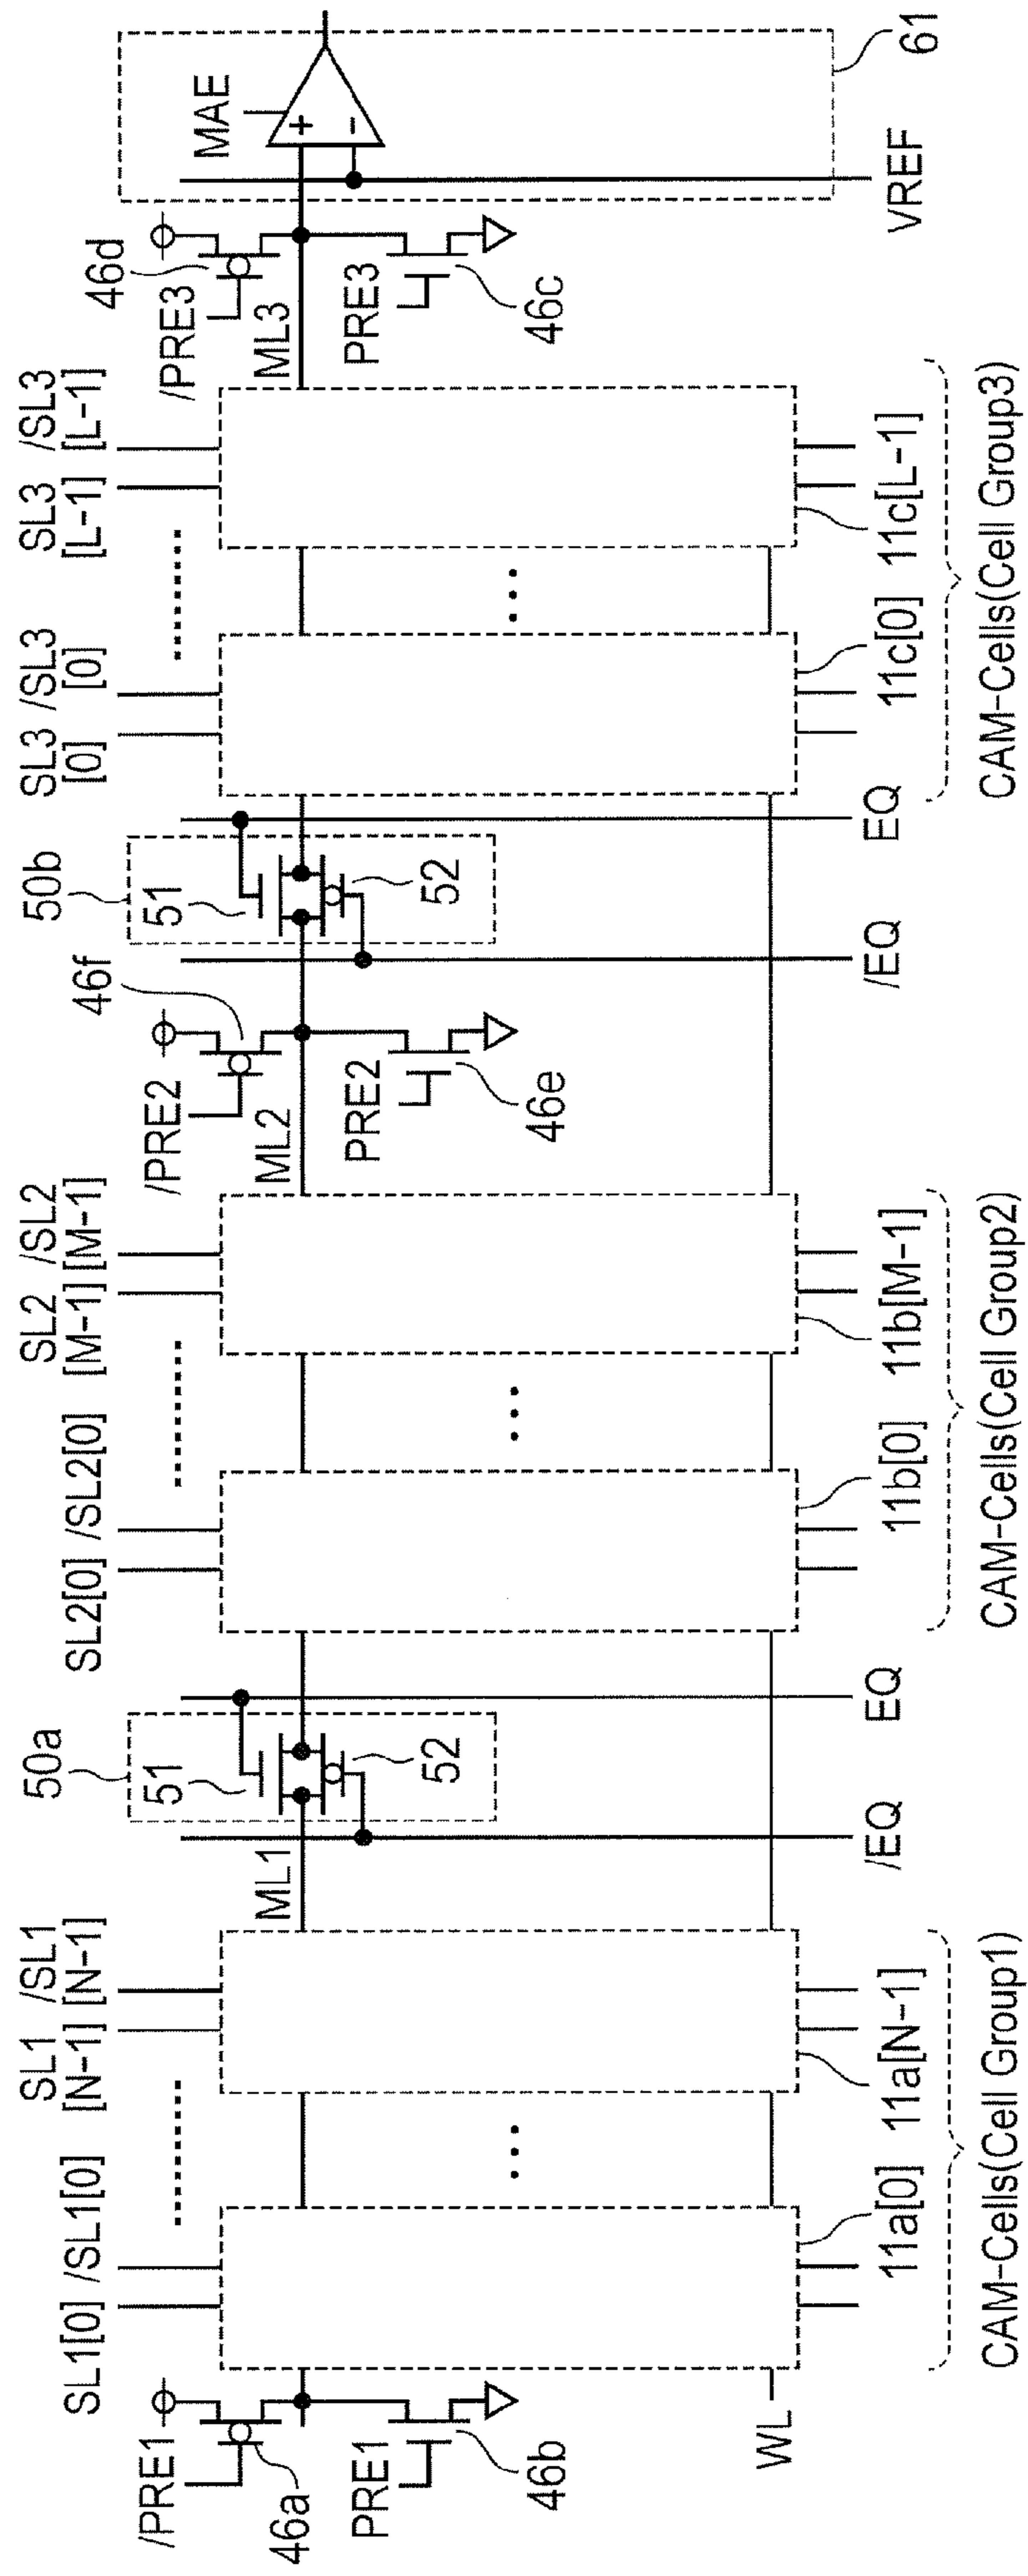 SL1[0] /SL1[0]
SL1 /SL1
[N-1] [N-1]
SL2[0] /SL2[0]
SL2 /SL2
[M-1] [M-1]
SL3 /SL3
[0] [0]
SL3 /SL3
[L-1] [L-1]
/PRE1
46a
PRE1
46b
WL
ML1
50a
51
52
/EQ
EQ
/PRE2
46f
ML2
PRE2
46e
50b
51
52
/EQ
EQ
/PRE3
46d
ML3
PRE3
46c
MAE
+
-
VREF
61
11a[0] 11a[N-1]
CAM-Cells(Cell Group1)
11b[0] 11b[M-1]
CAM-Cells(Cell Group2)
11c[0] 11c[L-1]
CAM-Cells(Cell Group3)